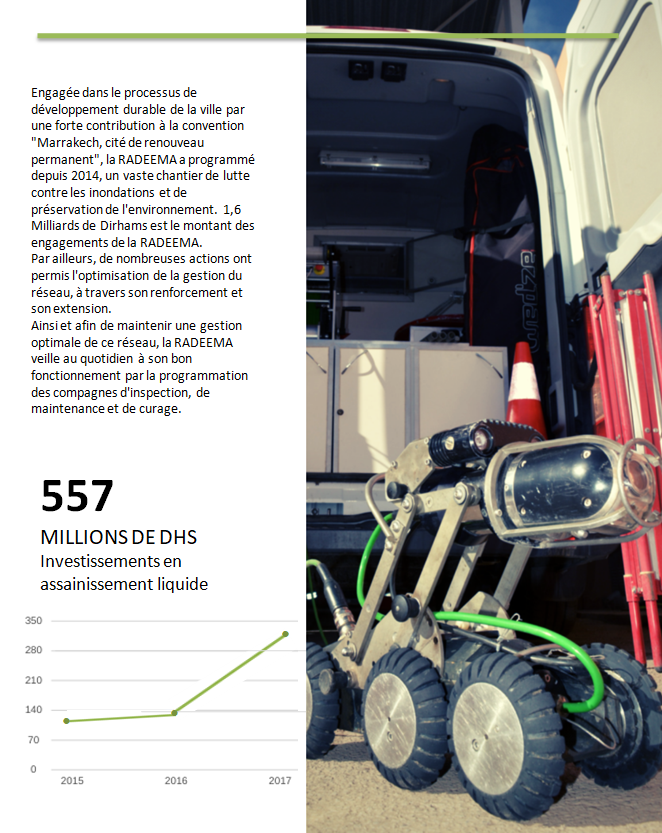 Engagée dans le processus de
développement durable de la ville par
une forte contribution à la convention
"Marrakech, cité de renouveau
permanent", la RADEEMA a programmé
depuis 2014, un vaste chantier de lutte
contre les inondations et de
préservation de l'environnement. 1,6
Milliards de Dirhams est le montant des
engagements de la RADEEMA.
Par ailleurs, de nombreuses actions ont
permis l'optimisation de la gestion du
réseau, à travers son renforcement et
son extension.
Ainsi et afin de maintenir une gestion
optimale de ce réseau, la RADEEMA
veille au quotidien à son bon
fonctionnement par la programmation
des compagnes d'inspection, de
maintenance et de curage.
557
MILLIONS DE DHS
Investissements en
assainissement liquide
350
280
210
140
70
0
2015 2016 2017